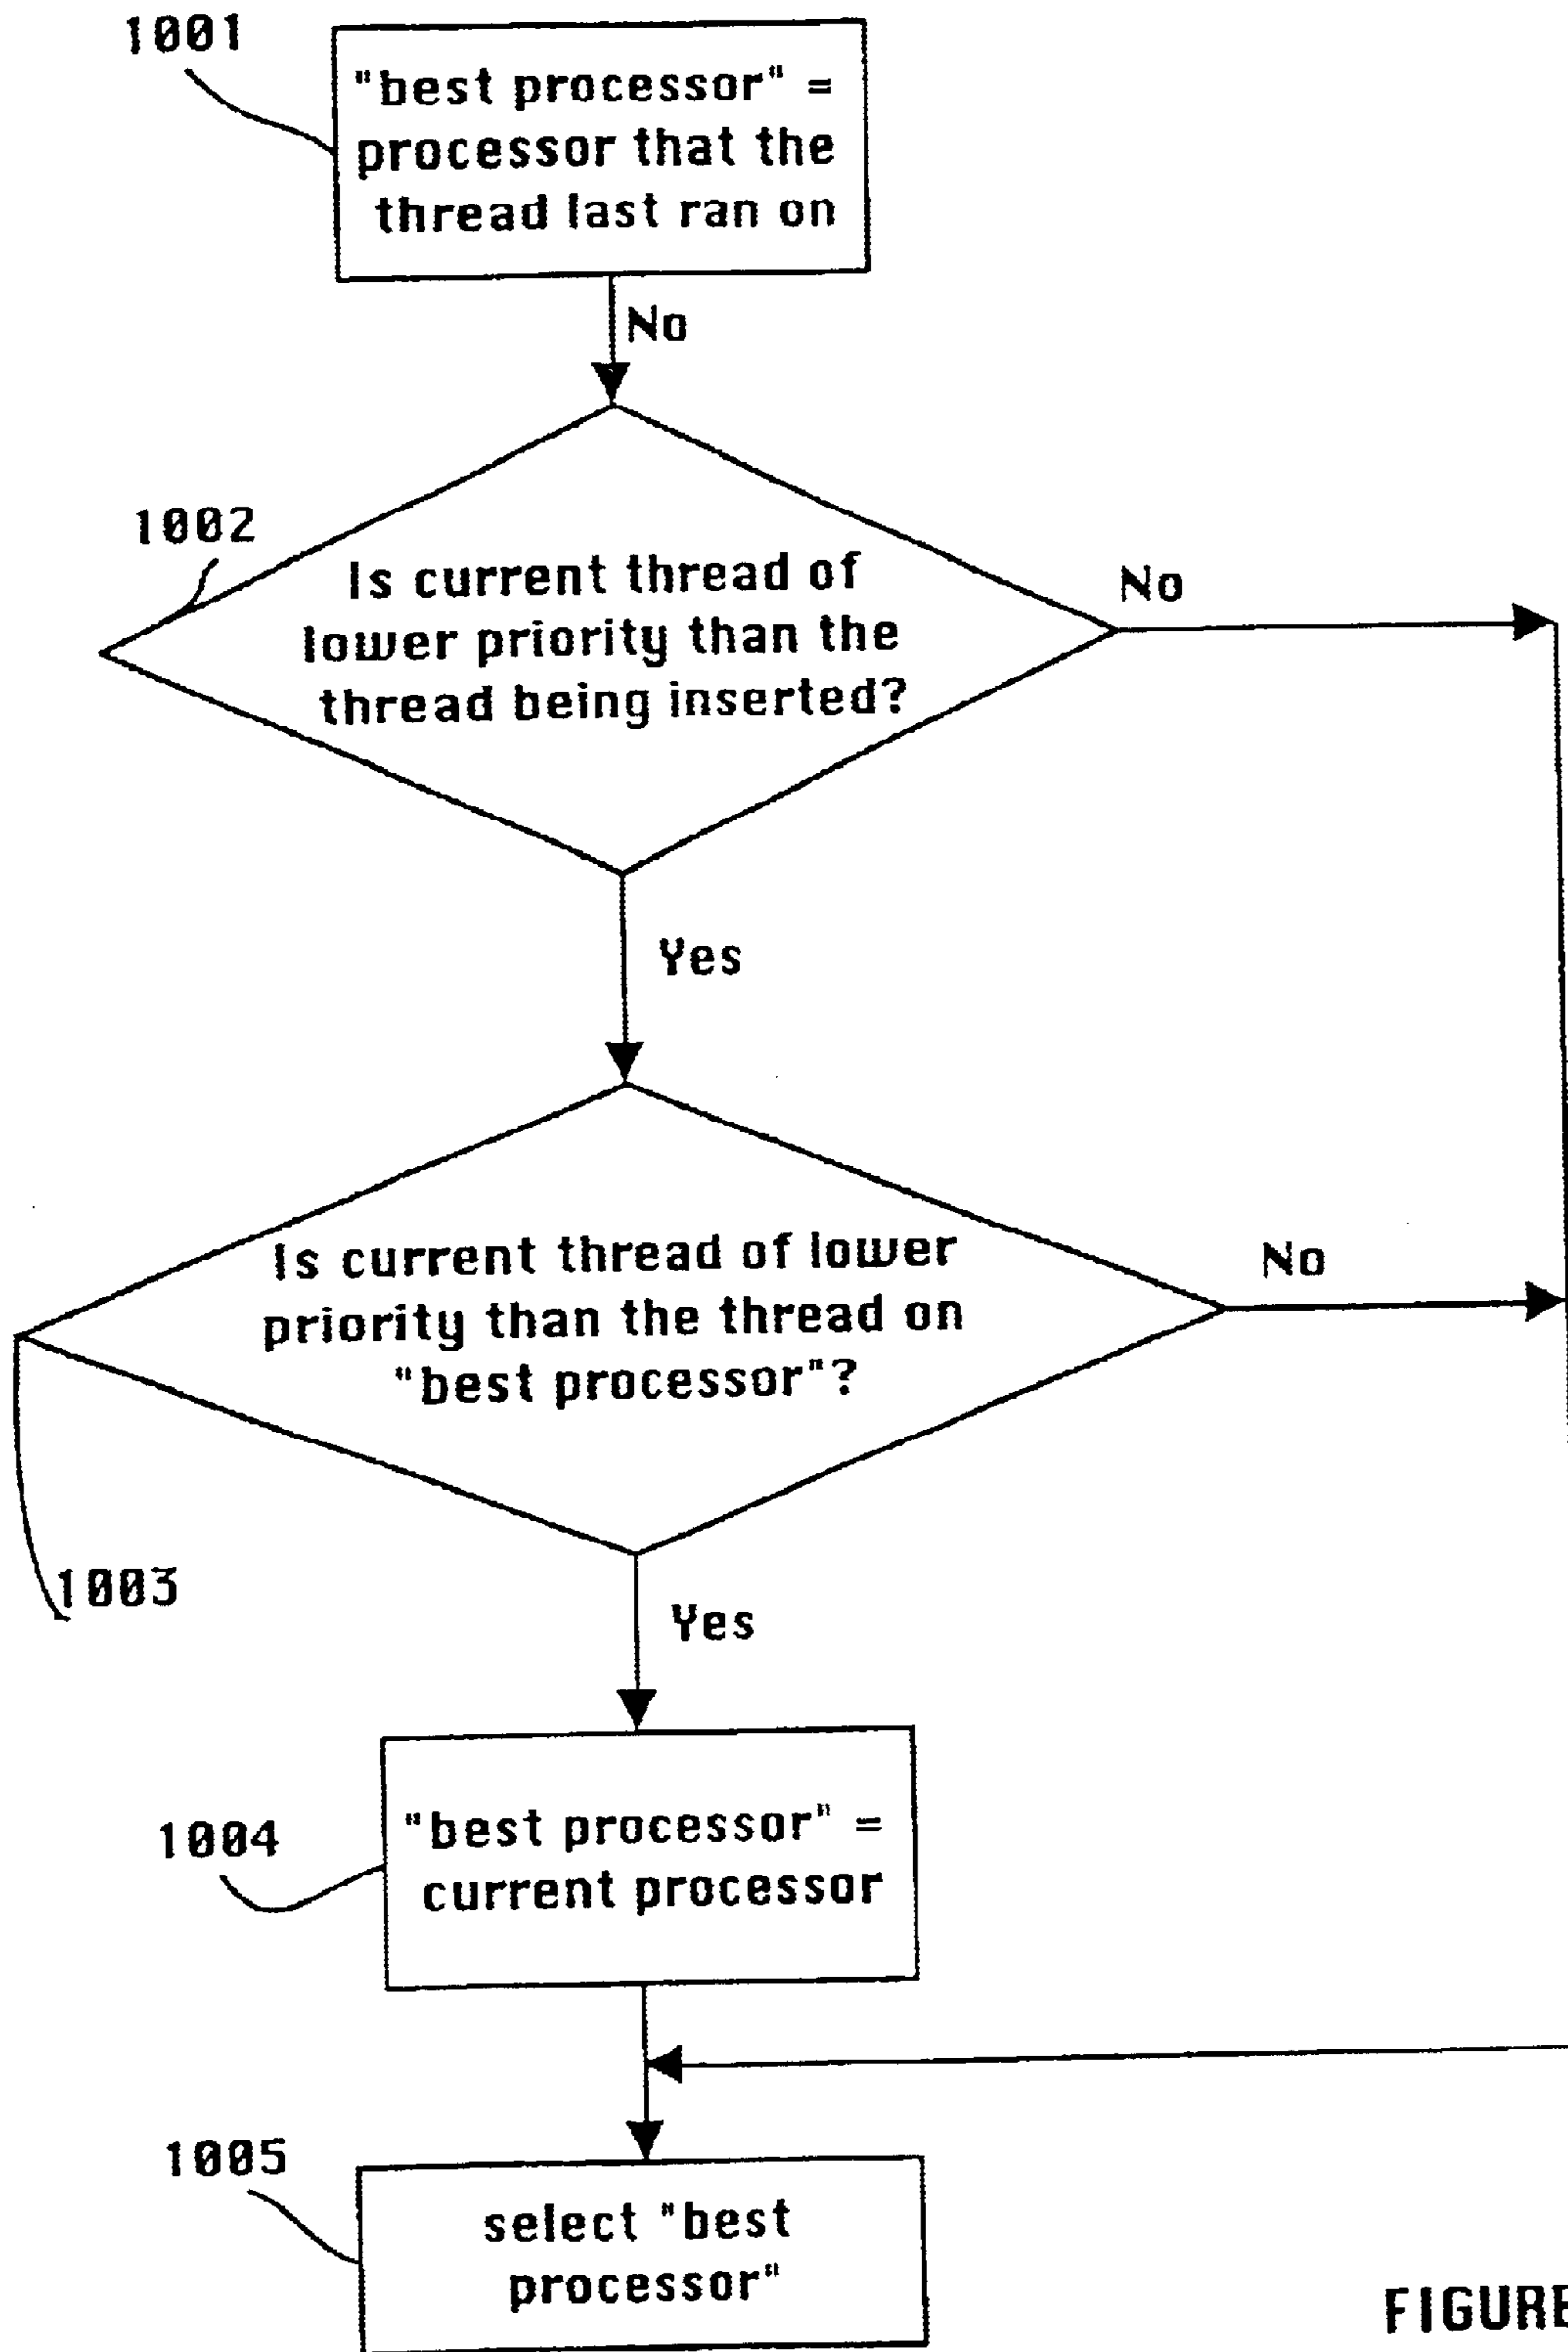 1001
"best processor" =
processor that the
thread last ran on
No
1002
Is current thread of
lower priority than the
thread being inserted?
No
Yes
Is current thread of lower
priority than the thread on
"best processor"?
No
1003
Yes
1004
"best processor" =
current processor
1005
select "best
processor"
FIGURE